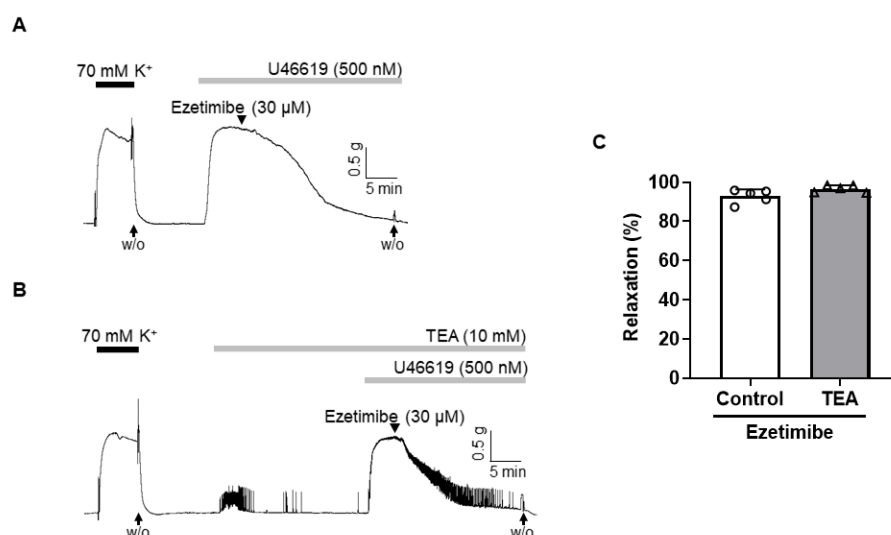 A
70 mM K⁺
U46619 (500 nM)
Ezetimibe (30 µM)
0.5 g
5 min
w/o
w/o
B
70 mM K⁺
TEA (10 mM)
U46619 (500 nM)
Ezetimibe (30 µM)
0.5 g
5 min
w/o
w/o
C
Relaxation (%)
100
80
60
40
20
0
Control TEA
Ezetimibe